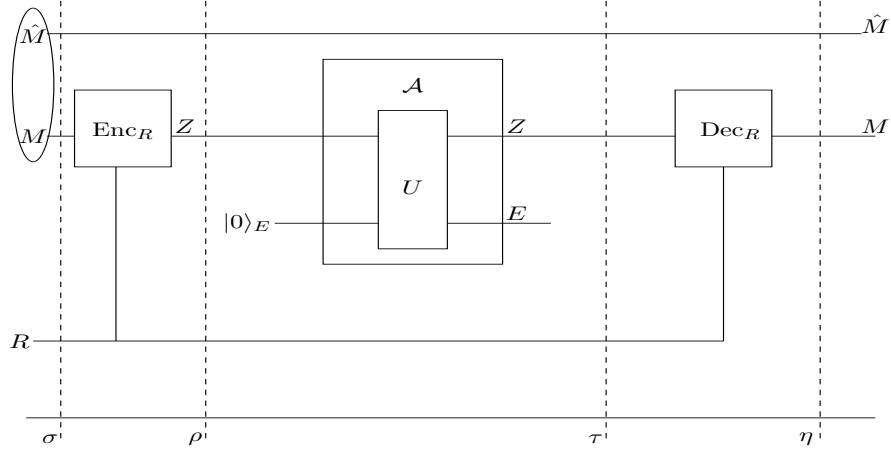 M̂ M̂
𝒜
M Enc_R Z Z Dec_R M
U
|0⟩_E E
R
σ ρ τ η